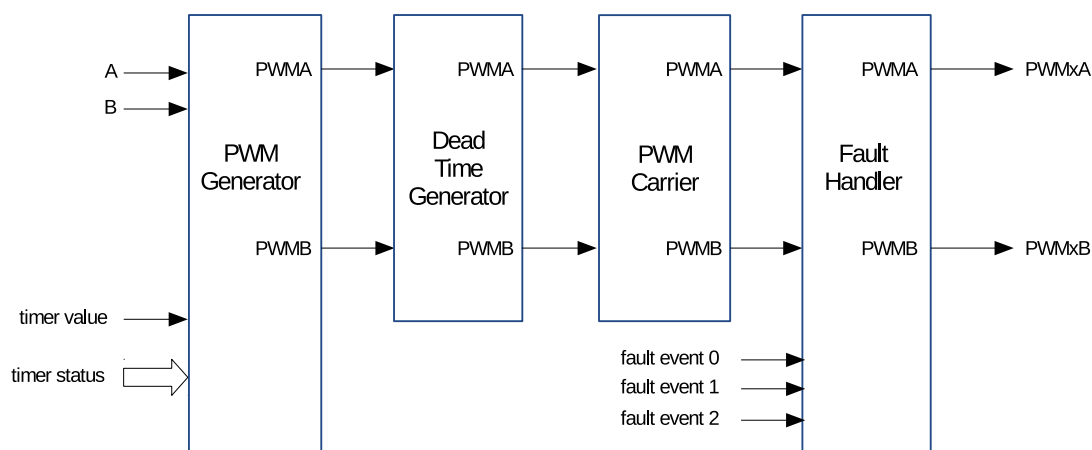 A
B
PWMA
PWM
Generator
PWMB
timer value
timer status
PWMA
Dead
Time
Generator
PWMB
PWMA
PWM
Carrier
PWMB
PWMA
Fault
Handler
PWMB
fault event 0
fault event 1
fault event 2
PWMxA
PWMxB